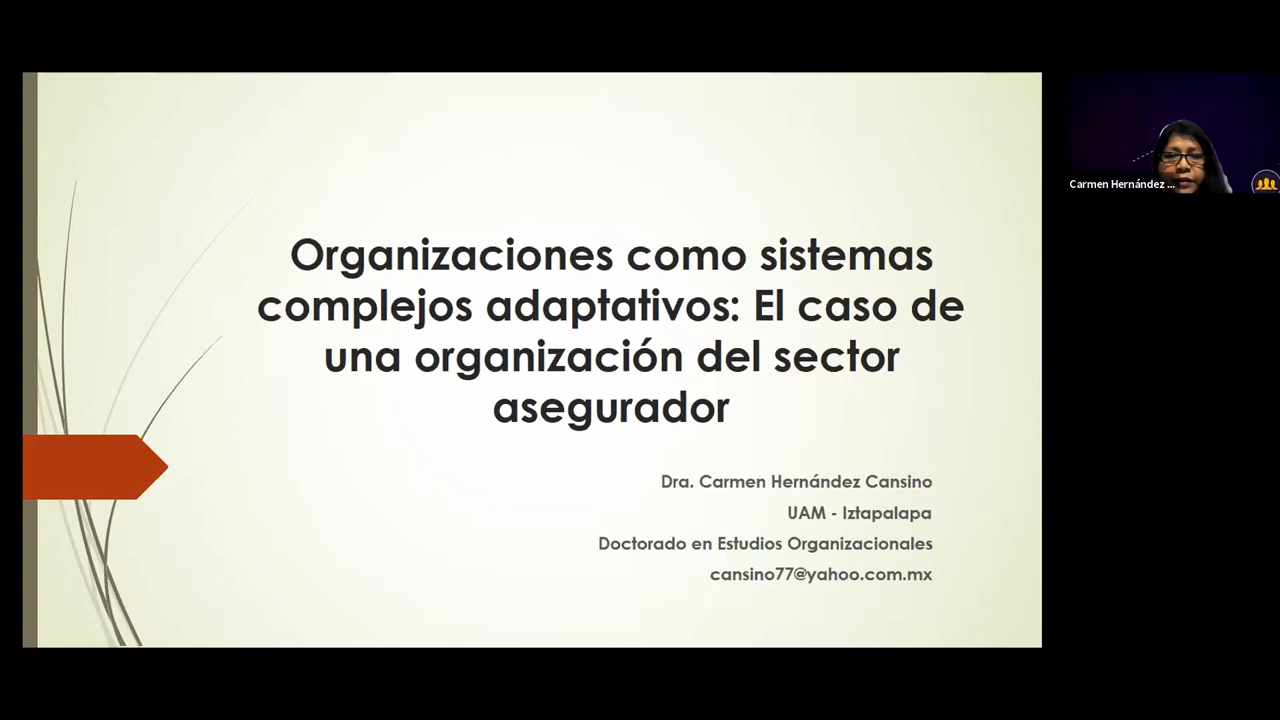 Organizaciones como sistemas
complejos adaptativos: El caso de
una organización del sector
asegurador
Dra. Carmen Hernández Cansino
UAM - Iztapalapa
Doctorado en Estudios Organizacionales
cansino77@yahoo.com.mx
Carmen Hernández ...